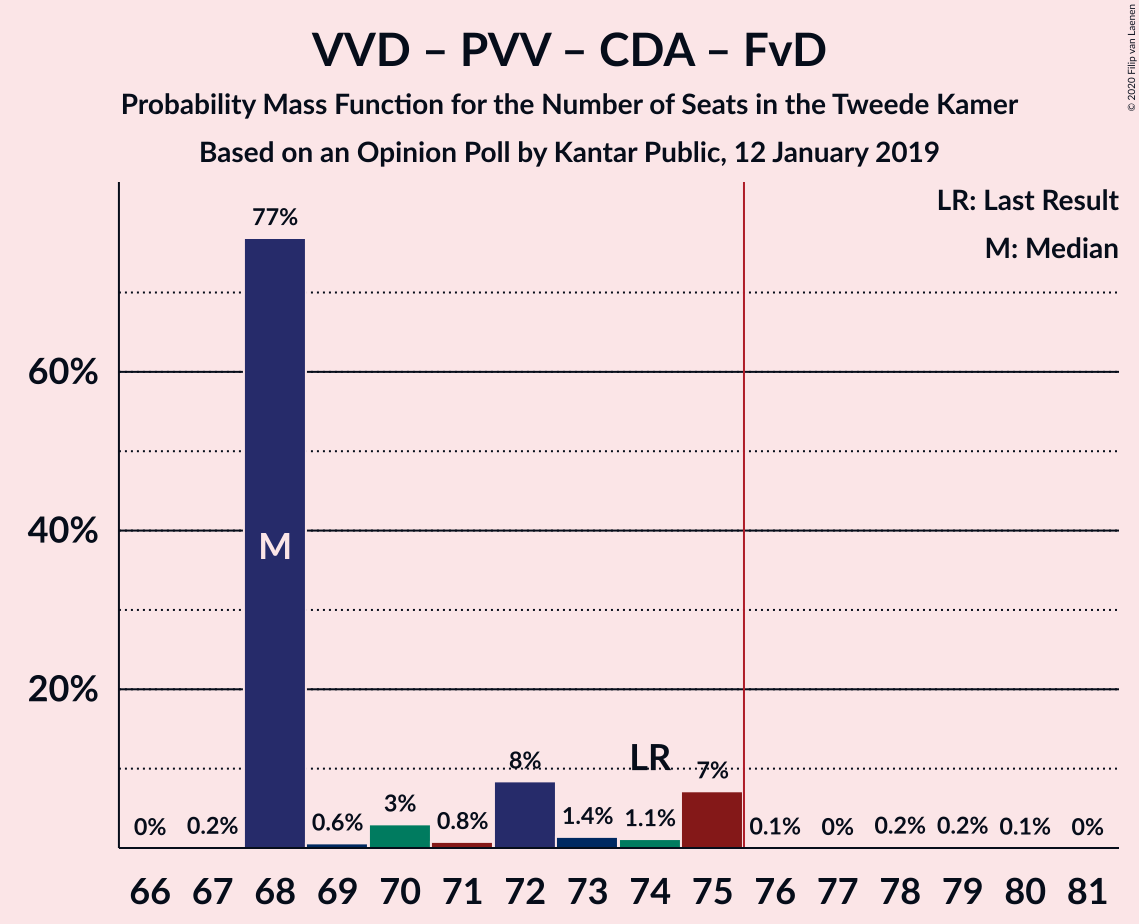 VVD – PVV – CDA – FvD
Probability Mass Function for the Number of Seats in the Tweede Kamer
Based on an Opinion Poll by Kantar Public, 12 January 2019
© 2020 Filip van Laenen
LR: Last Result
M: Median
77%
60%
40%
M
20%
LR
0% 0.2% 0.6% 3% 0.8% 8% 1.4% 1.1% 7% 0.1% 0% 0.2% 0.2% 0.1% 0%
66 67 68 69 70 71 72 73 74 75 76 77 78 79 80 81